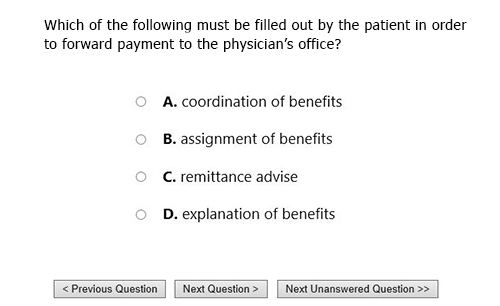 Which of the following must be filled out by the patient in order
to forward payment to the physician's office?
A. coordination of benefits
B. assignment of benefits
C. remittance advise
D. explanation of benefits
< Previous Question Next Question > Next Unanswered Question >>